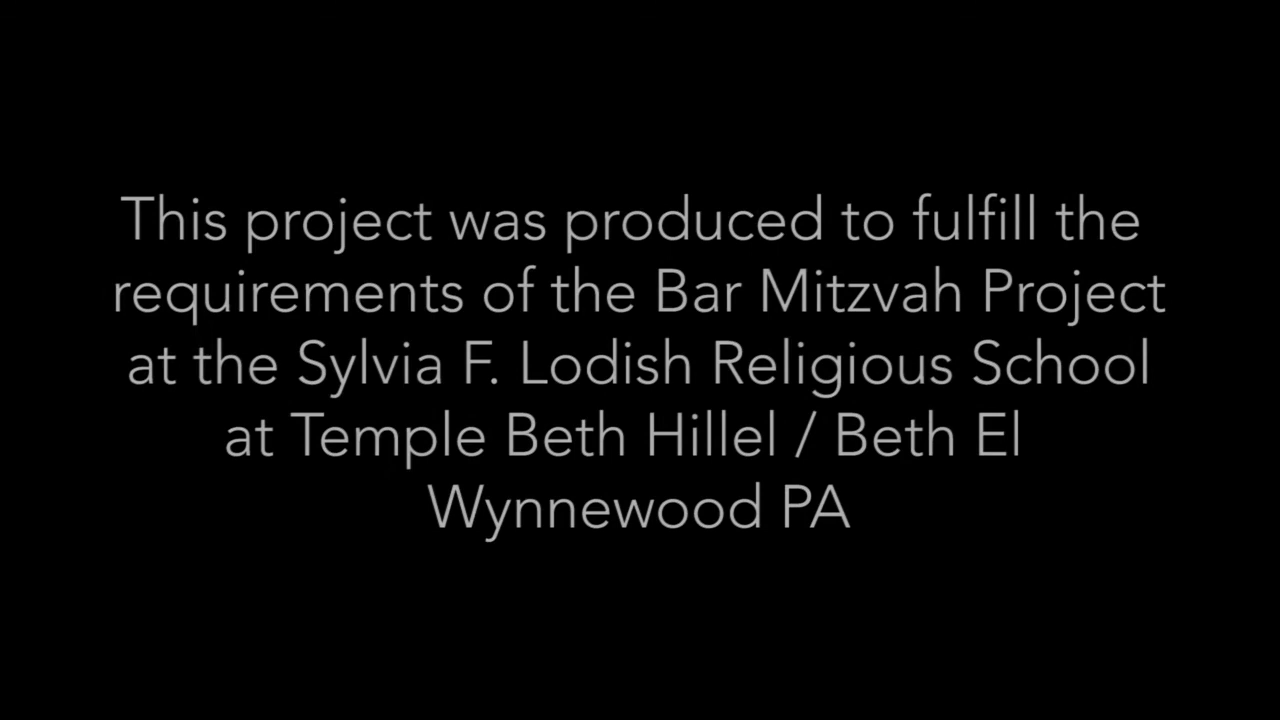 This project was produced to fulfill the
requirements of the Bar Mitzvah Project
at the Sylvia F. Lodish Religious School
at Temple Beth Hillel / Beth El
Wynnewood PA